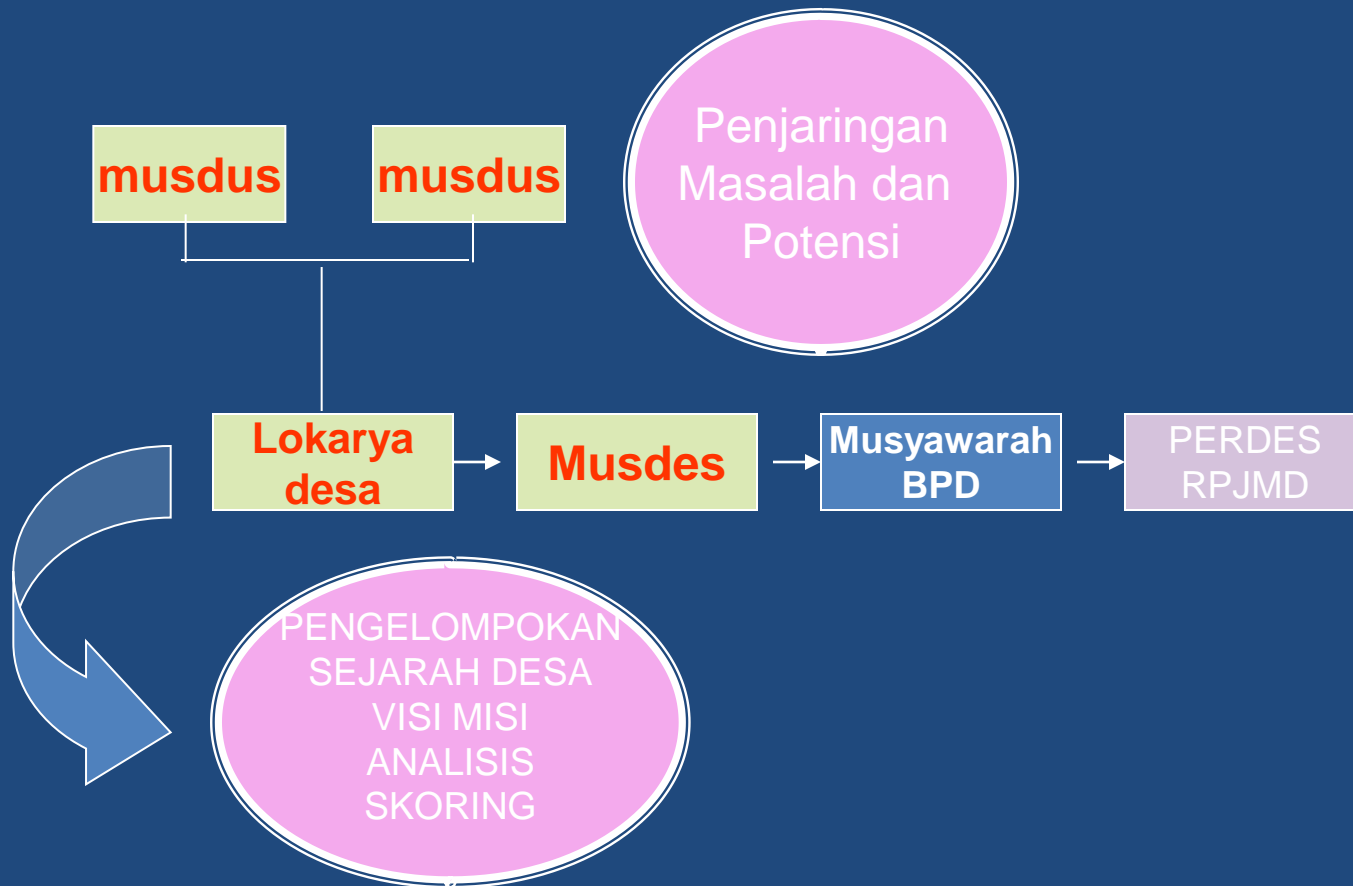 musdus
musdus
Penjaringan
Masalah dan
Potensi
Lokarya
desa
Musdes
Musyawarah
BPD
PERDES
RPJMD
PENGELOMPOKAN
SEJARAH DESA
VISI MISI
ANALISIS
SKORING